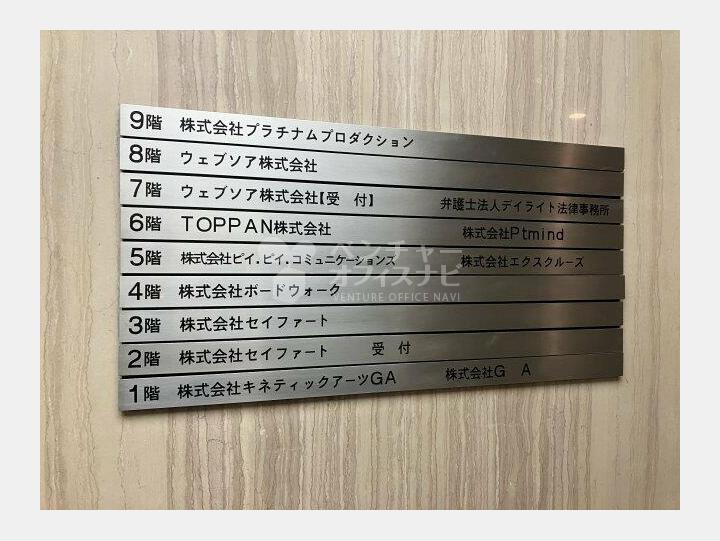 9階 株式会社プラチナムプロダクション
8階 ウェブソア株式会社
7階 ウェブソア株式会社【受 付】 弁護士法人デイライト法律事務所
6階 TOPPAN株式会社 株式会社Ptmind
5階 株式会社ピイ.ピイ.コミュニケーションズ 株式会社エクスクルーズ
4階 株式会社ボードウォーク
3階 株式会社セイファート
2階 株式会社セイファート 受 付
1階 株式会社キネティックアーツGA 株式会社G A
ベンチャー
オフィスナビ
VENTURE OFFICE NAVI